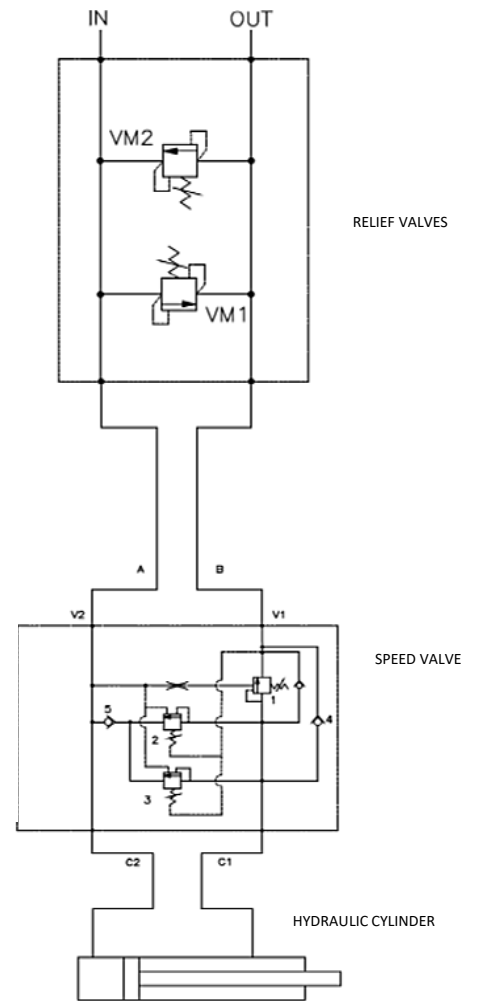 IN OUT
VM2
RELIEF VALVES
VM1
A B
V2 V1
SPEED VALVE
1
5 4
2
3
C2 C1
HYDRAULIC CYLINDER